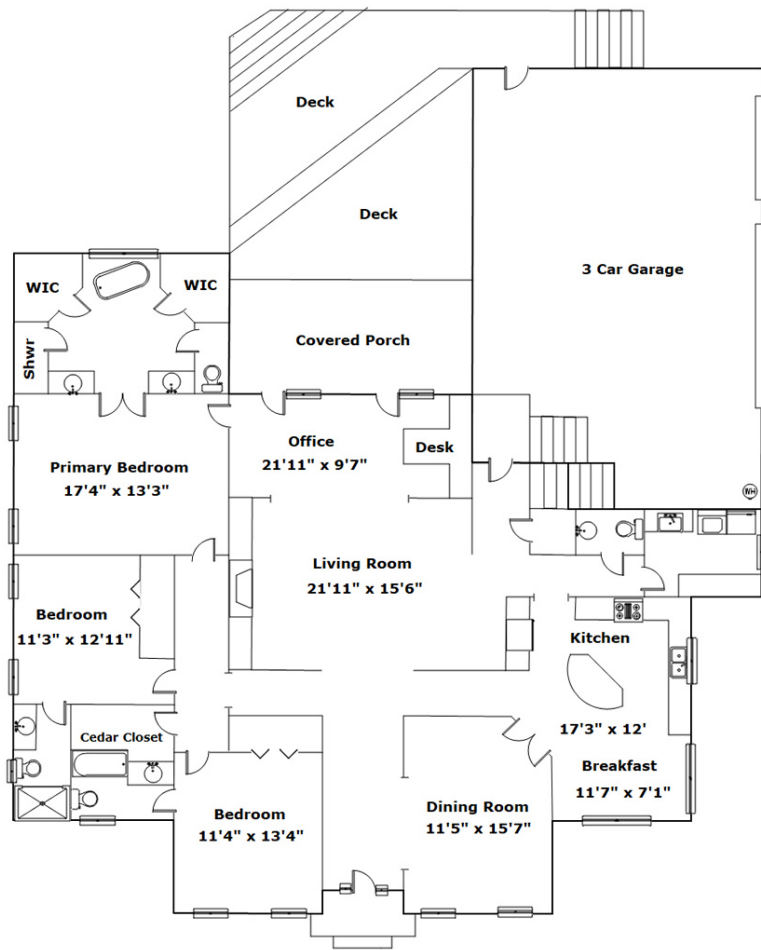 Deck
Deck
3 Car Garage
WIC
WIC
Covered Porch
Shwr
Office
21'11" x 9'7"
Desk
Primary Bedroom
17'4" x 13'3"
WH
Living Room
21'11" x 15'6"
Bedroom
11'3" x 12'11"
Kitchen
17'3" x 12'
Cedar Closet
Breakfast
11'7" x 7'1"
Bedroom
11'4" x 13'4"
Dining Room
11'5" x 15'7"